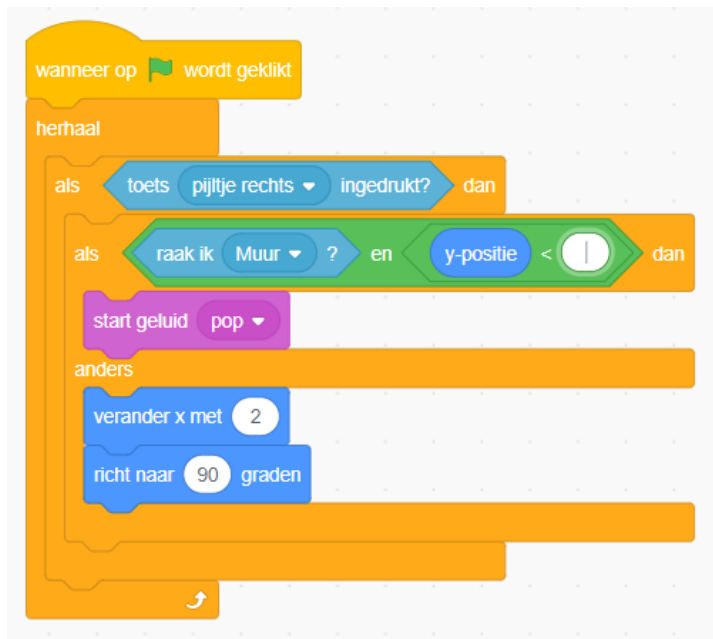 wanneer op wordt geklikt
herhaal
als toets pijltje rechts ingedrukt? dan
als raak ik Muur ? en y-positie < dan
start geluid pop
anders
verander x met 2
richt naar 90 graden